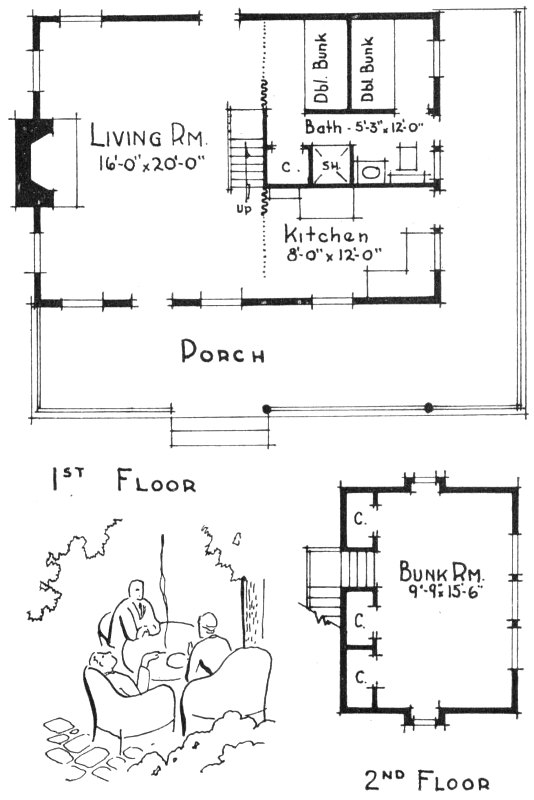 Dbl. Bunk
Dbl. Bunk
LIVING RM.
16'-0" x 20'-0"
Bath - 5'-3" x 12'-0"
C.
SH.
Up
Kitchen
8'-0" x 12'-0"
PORCH
1ST FLOOR
C.
BUNK RM.
9'-9" x 15'-6"
C.
C.
2ND FLOOR